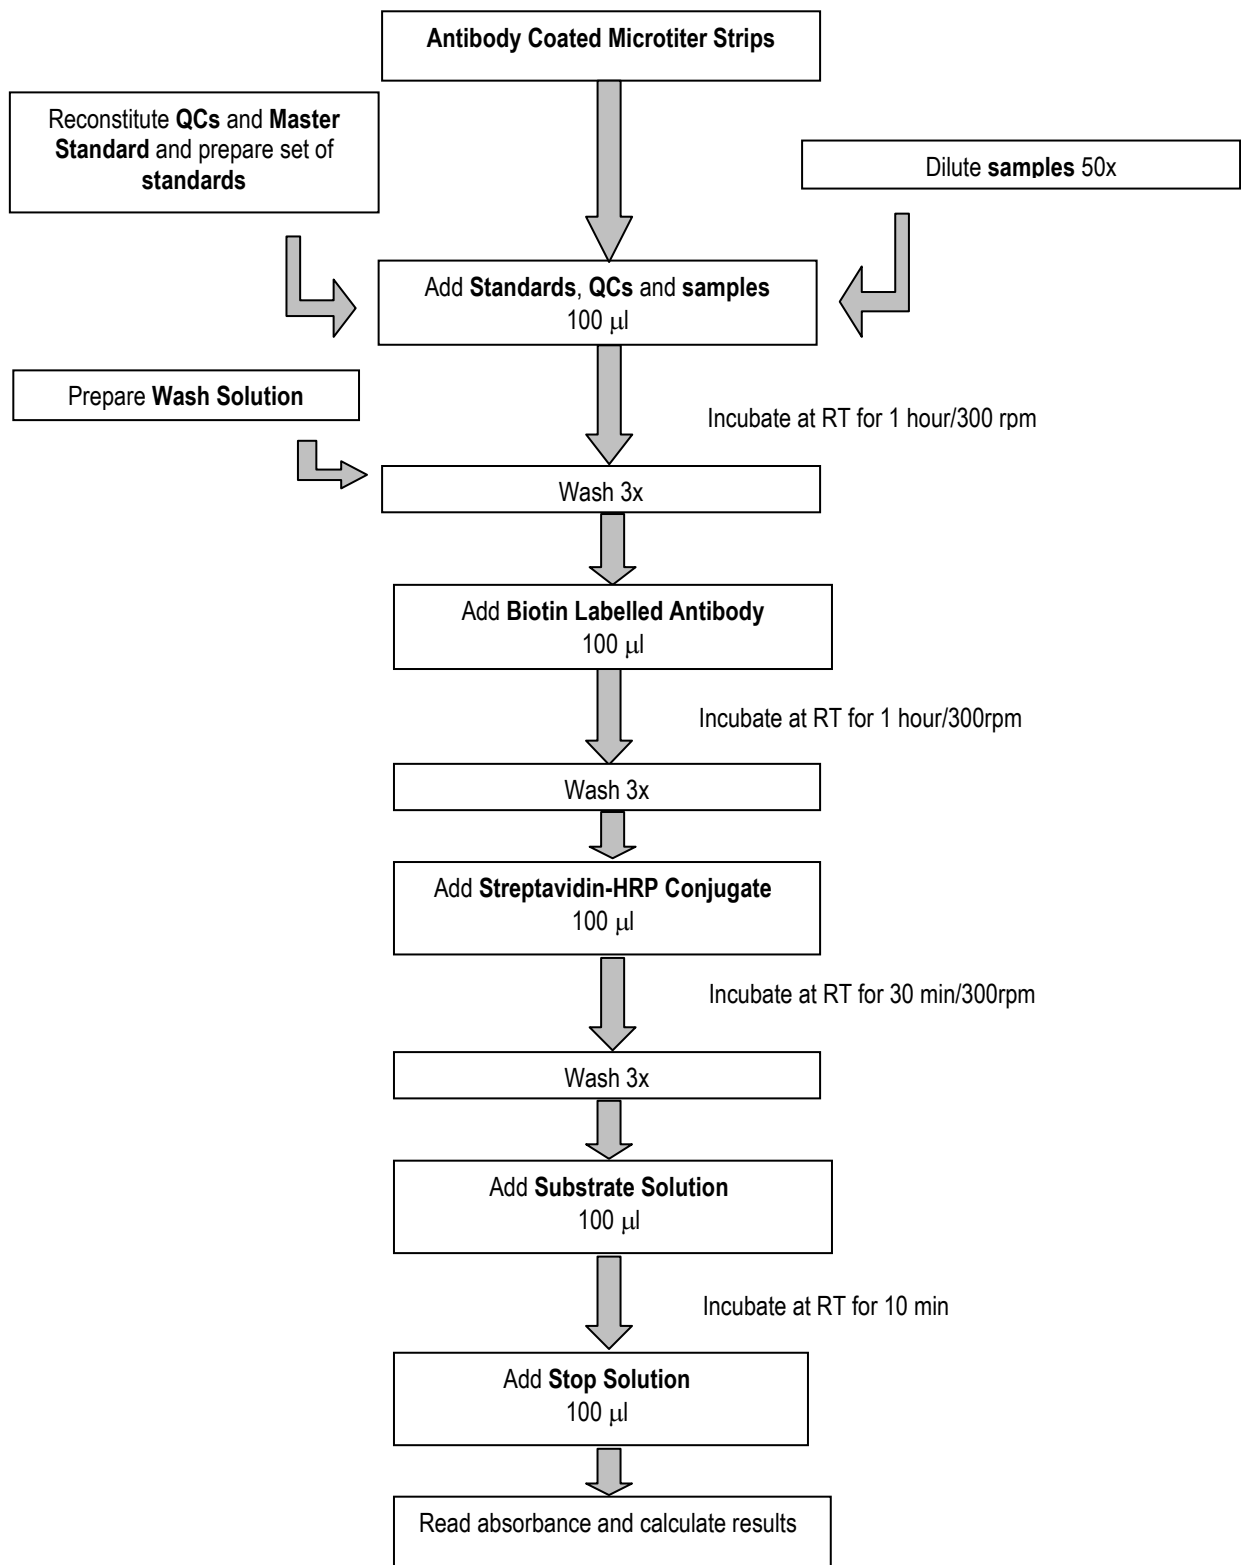 Antibody Coated Microtiter Strips
Reconstitute QCs and Master
Standard and prepare set of
standards
Dilute samples 50x
Add Standards, QCs and samples
100 μl
Prepare Wash Solution
Incubate at RT for 1 hour/300 rpm
Wash 3x
Add Biotin Labelled Antibody
100 μl
Incubate at RT for 1 hour/300rpm
Wash 3x
Add Streptavidin-HRP Conjugate
100 μl
Incubate at RT for 30 min/300rpm
Wash 3x
Add Substrate Solution
100 μl
Incubate at RT for 10 min
Add Stop Solution
100 μl
Read absorbance and calculate results